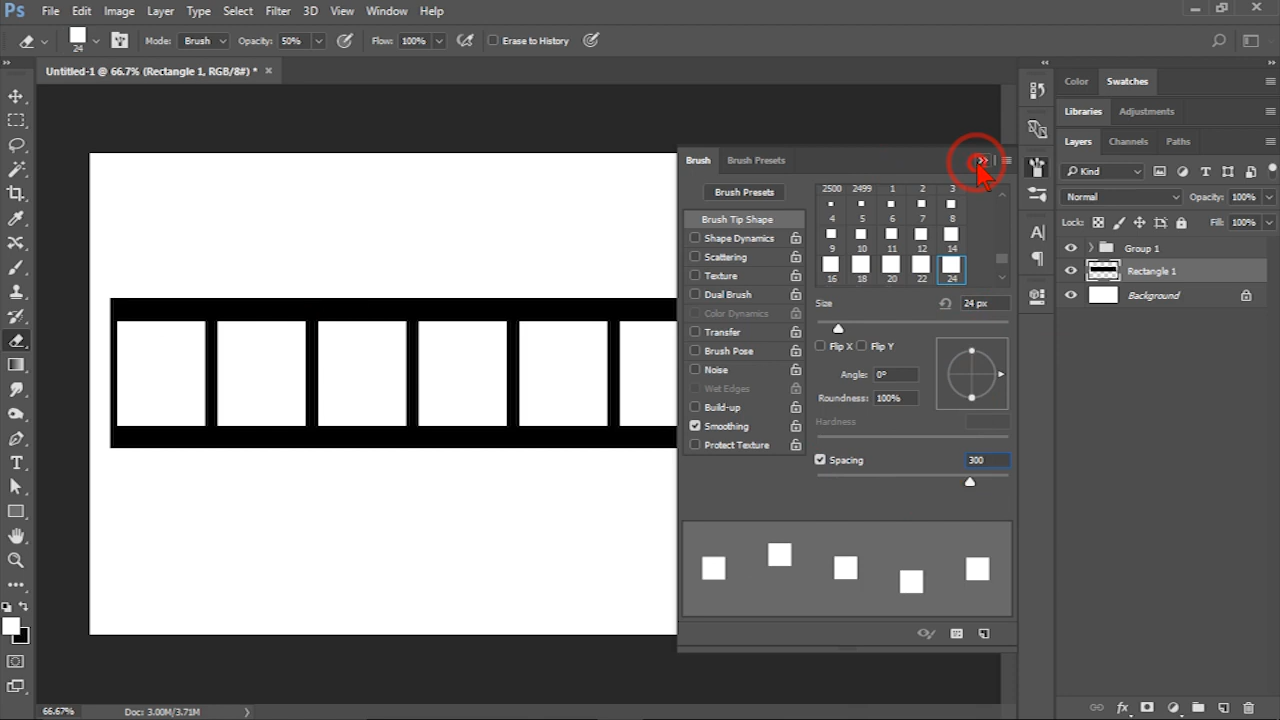 Ps File Edit Image Layer Type Select Filter 3D View Window Help
24 Mode: Brush Opacity: 50% Flow: 100% Erase to History
Untitled-1 @ 66.7% (Rectangle 1, RGB/8#) * ×
Brush Brush Presets
Brush Presets
Brush Tip Shape
Shape Dynamics
Scattering
Texture
Dual Brush
Color Dynamics
Transfer
Brush Pose
Noise
Wet Edges
Build-up
Smoothing
Protect Texture
2500 2499 1 2 3
4 5 6 7 8
9 10 11 12 14
16 18 20 22 24
Size 24 px
Flip X Flip Y
Angle: 0º
Roundness: 100%
Hardness
Spacing 300
Color Swatches
Libraries Adjustments
Layers Channels Paths
Kind
Normal Opacity: 100%
Lock: Fill: 100%
Group 1
Rectangle 1
Background
66.67% Doc: 3.00M/3.71M